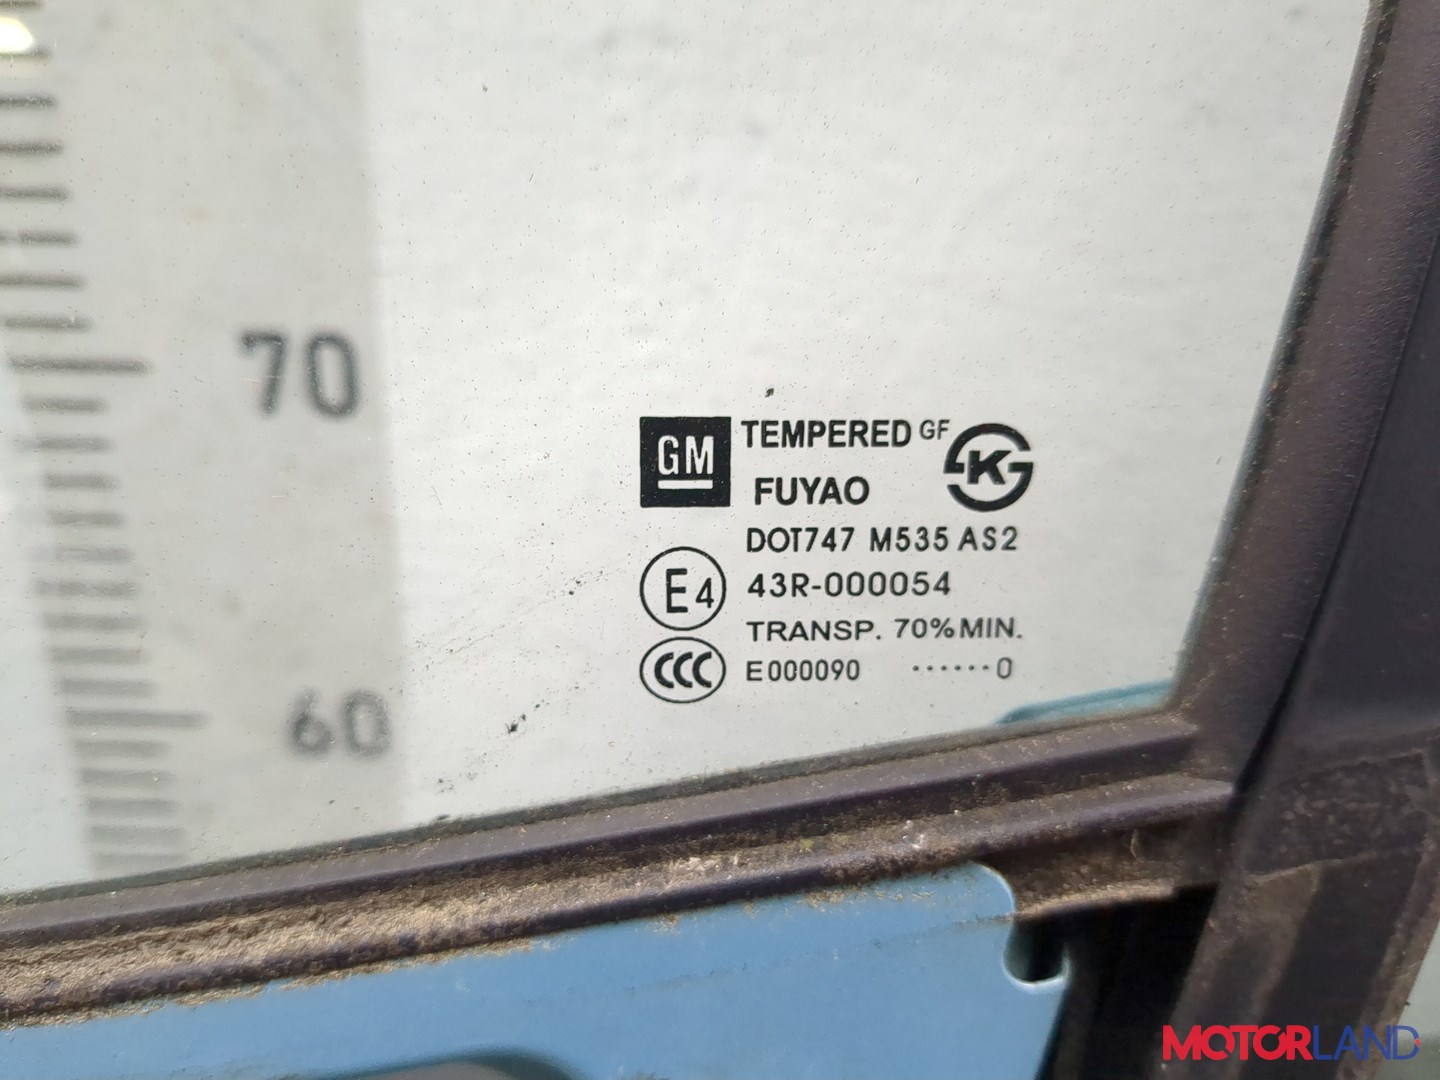 70
60
GM TEMPERED GF
FUYAO
DOT747 M535 AS2
E4 43R-000054
TRANSP. 70% MIN.
CCC E000090 ······0
K
MOTORLAND